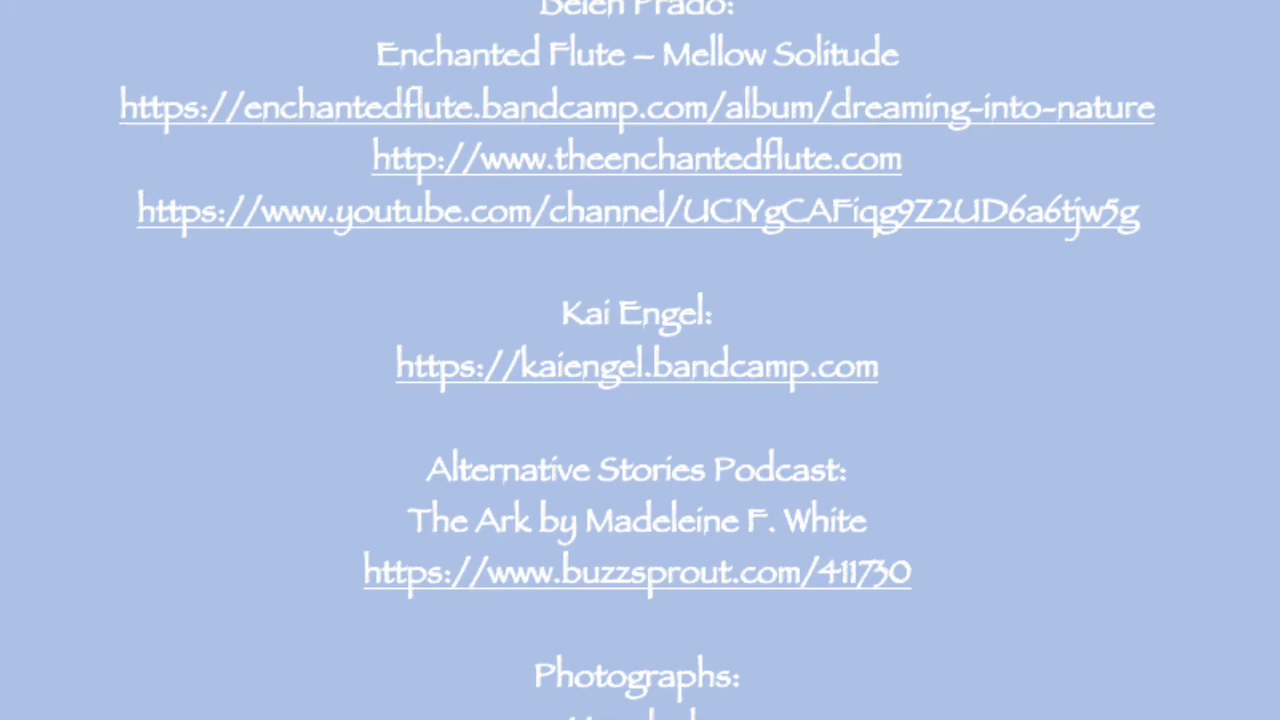 Belen Prado:
Enchanted Flute – Mellow Solitude
https://enchantedflute.bandcamp.com/album/dreaming-into-nature
http://www.theenchantedflute.com
https://www.youtube.com/channel/UCIYgCAFiqg9Z2UD6a6tjw5g
Kai Engel:
https://kaiengel.bandcamp.com
Alternative Stories Podcast:
The Ark by Madeleine F. White
https://www.buzzsprout.com/411730
Photographs: